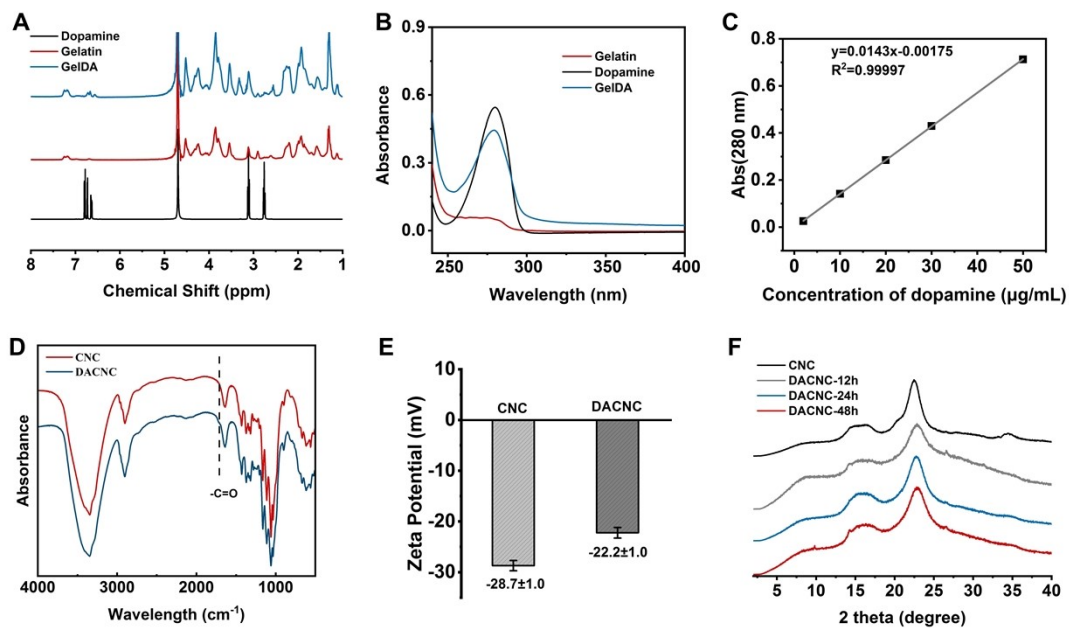 A
Dopamine
Gelatin
GelDA
8 7 6 5 4 3 2 1
Chemical Shift (ppm)
B
0.9
0.6
0.3
0.0
Absorbance
Gelatin
Dopamine
GelDA
250 300 350 400
Wavelength (nm)
C
0.8
0.6
0.4
0.2
0.0
Abs(280 nm)
y=0.0143x-0.00175
R²=0.99997
0 10 20 30 40 50
Concentration of dopamine (μg/mL)
D
CNC
DACNC
Absorbance
-C=O
4000 3000 2000 1000
Wavelength (cm⁻¹)
E
10
0
-10
-20
-30
Zeta Potential (mV)
CNC
DACNC
-22.2±1.0
-28.7±1.0
F
CNC
DACNC-12h
DACNC-24h
DACNC-48h
5 10 15 20 25 30 35 40
2 theta (degree)